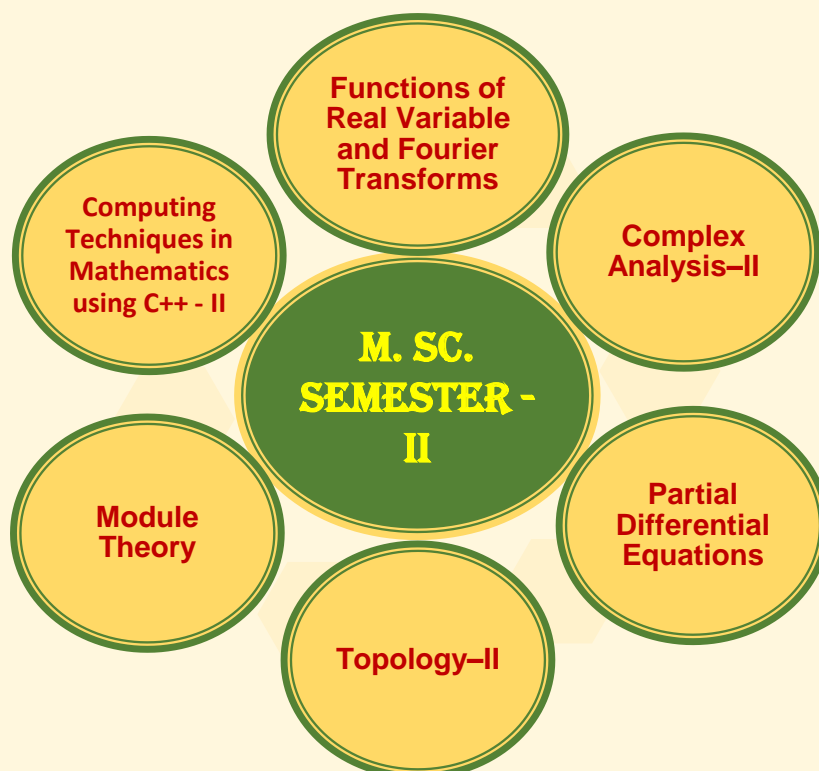 Functions of
Real Variable
and Fourier
Transforms
Computing
Techniques in
Mathematics
using C++ - II
Complex
Analysis–II
M. SC.
SEMESTER -
II
Module
Theory
Partial
Differential
Equations
Topology–II